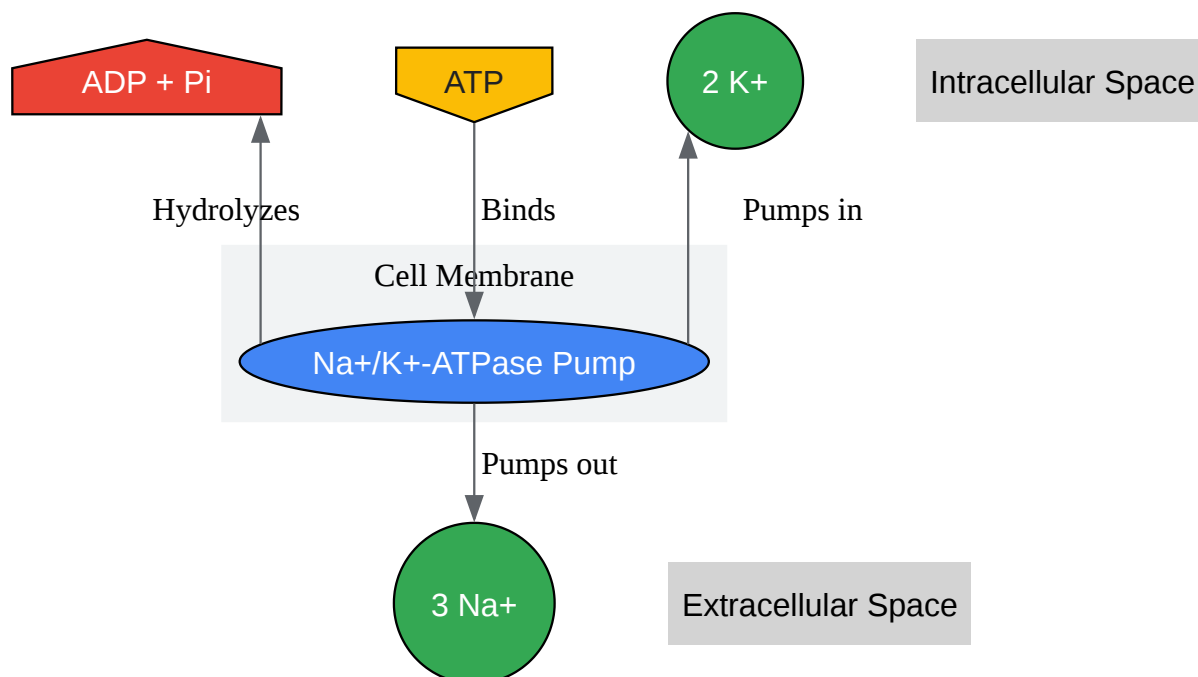 ADP + Pi
ATP
2 K+
Intracellular Space
Hydrolyzes
Binds
Pumps in
Cell Membrane
Na+/K+-ATPase Pump
Pumps out
3 Na+
Extracellular Space